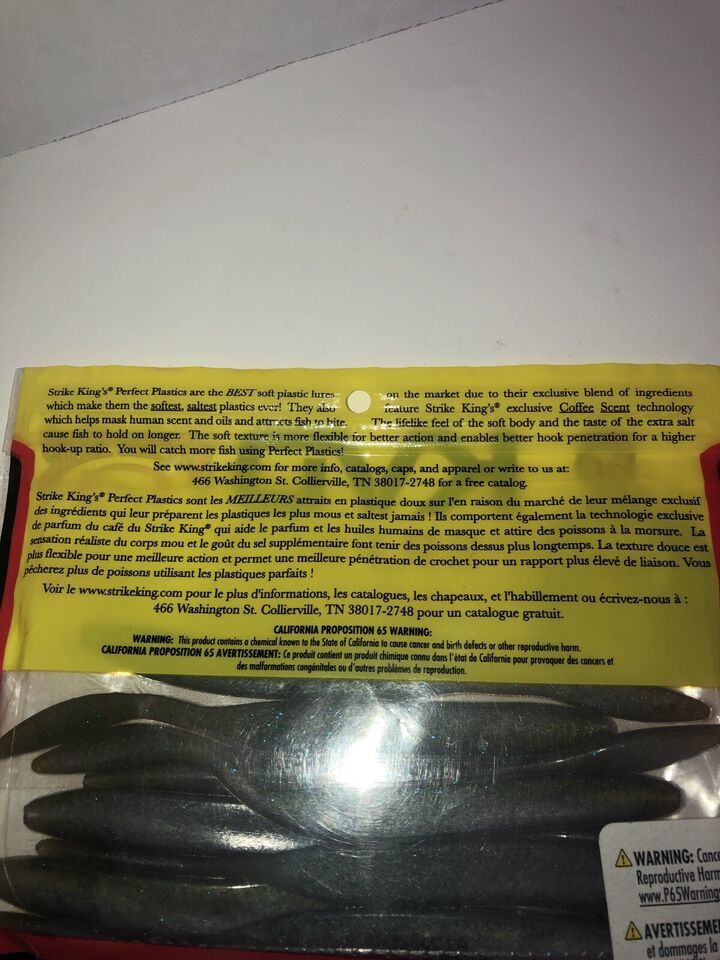 Strike King's® Perfect Plastics are the BEST soft plastic lures on the market due to their exclusive blend of ingredients
which make them the softest, saltest plastics ever! They also feature Strike King's® exclusive Coffee Scent technology
which helps mask human scent and oils and attracts fish to bite. The lifelike feel of the soft body and the taste of the extra salt
cause fish to hold on longer. The soft texture is more flexible for better action and enables better hook penetration for a higher
hook-up ratio. You will catch more fish using Perfect Plastics!
See www.strikeking.com for more info, catalogs, caps, and apparel or write to us at:
466 Washington St. Collierville, TN 38017-2748 for a free catalog.
Strike King's® Perfect Plastics sont les MEILLEURS attraits en plastique doux sur l'en raison du marché de leur mélange exclusif
des ingrédients qui leur préparent les plastiques les plus mous et saltest jamais ! Ils comportent également la technologie exclusive
de parfum du café du Strike King® qui aide le parfum et les huiles humains de masque et attire des poissons à la morsure. La
sensation réaliste du corps mou et le goût du sel supplémentaire font tenir des poissons dessus plus longtemps. La texture douce est
plus flexible pour une meilleure action et permet une meilleure pénétration de crochet pour un rapport plus élevé de liaison. Vous
pêcherez plus de poissons utilisant les plastiques parfaits !
Voir le www.strikeking.com pour le plus d'informations, les catalogues, les chapeaux, et l'habillement ou écrivez-nous à :
466 Washington St. Collierville, TN 38017-2748 pour un catalogue gratuit.
CALIFORNIA PROPOSITION 65 WARNING:
WARNING: This product contains a chemical known to the State of California to cause cancer and birth defects or other reproductive harm.
CALIFORNIA PROPOSITION 65 AVERTISSEMENT: Ce produit contient un produit chimique connu dans l'état de Californie pour provoquer des cancers et
des malformations congénitales ou d'autres problèmes de reproduction.
WARNING: Cance
Reproductive Harm
www.P65Warning
AVERTISSEME
et dommages la